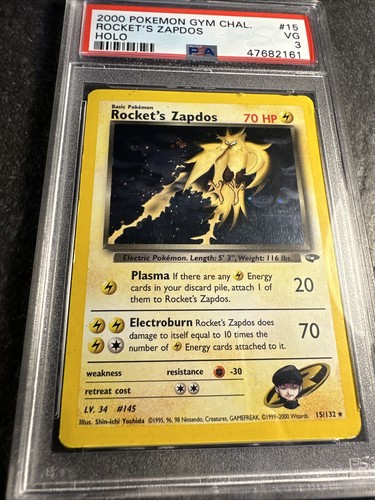 2000 POKEMON GYM CHAL. #15
ROCKET'S ZAPDOS VG
HOLO PSA 3
47682161
Basic Pokémon
Rocket's Zapdos 70 HP
Electric Pokémon. Length: 5' 3", Weight: 116 lbs.
Plasma If there are any Energy
cards in your discard pile, attach 1
of them to Rocket's Zapdos.
20
Electroburn Rocket's Zapdos does
damage to itself equal to 10 times the
number of Energy cards attached to it.
70
weakness resistance -30
retreat cost
LV. 34 #145
Illus. Shin-ichi Yoshida ©1995, 96, 98 Nintendo, Creatures, GAMEFREAK. ©1999-2000 Wizards. 15/132 ★